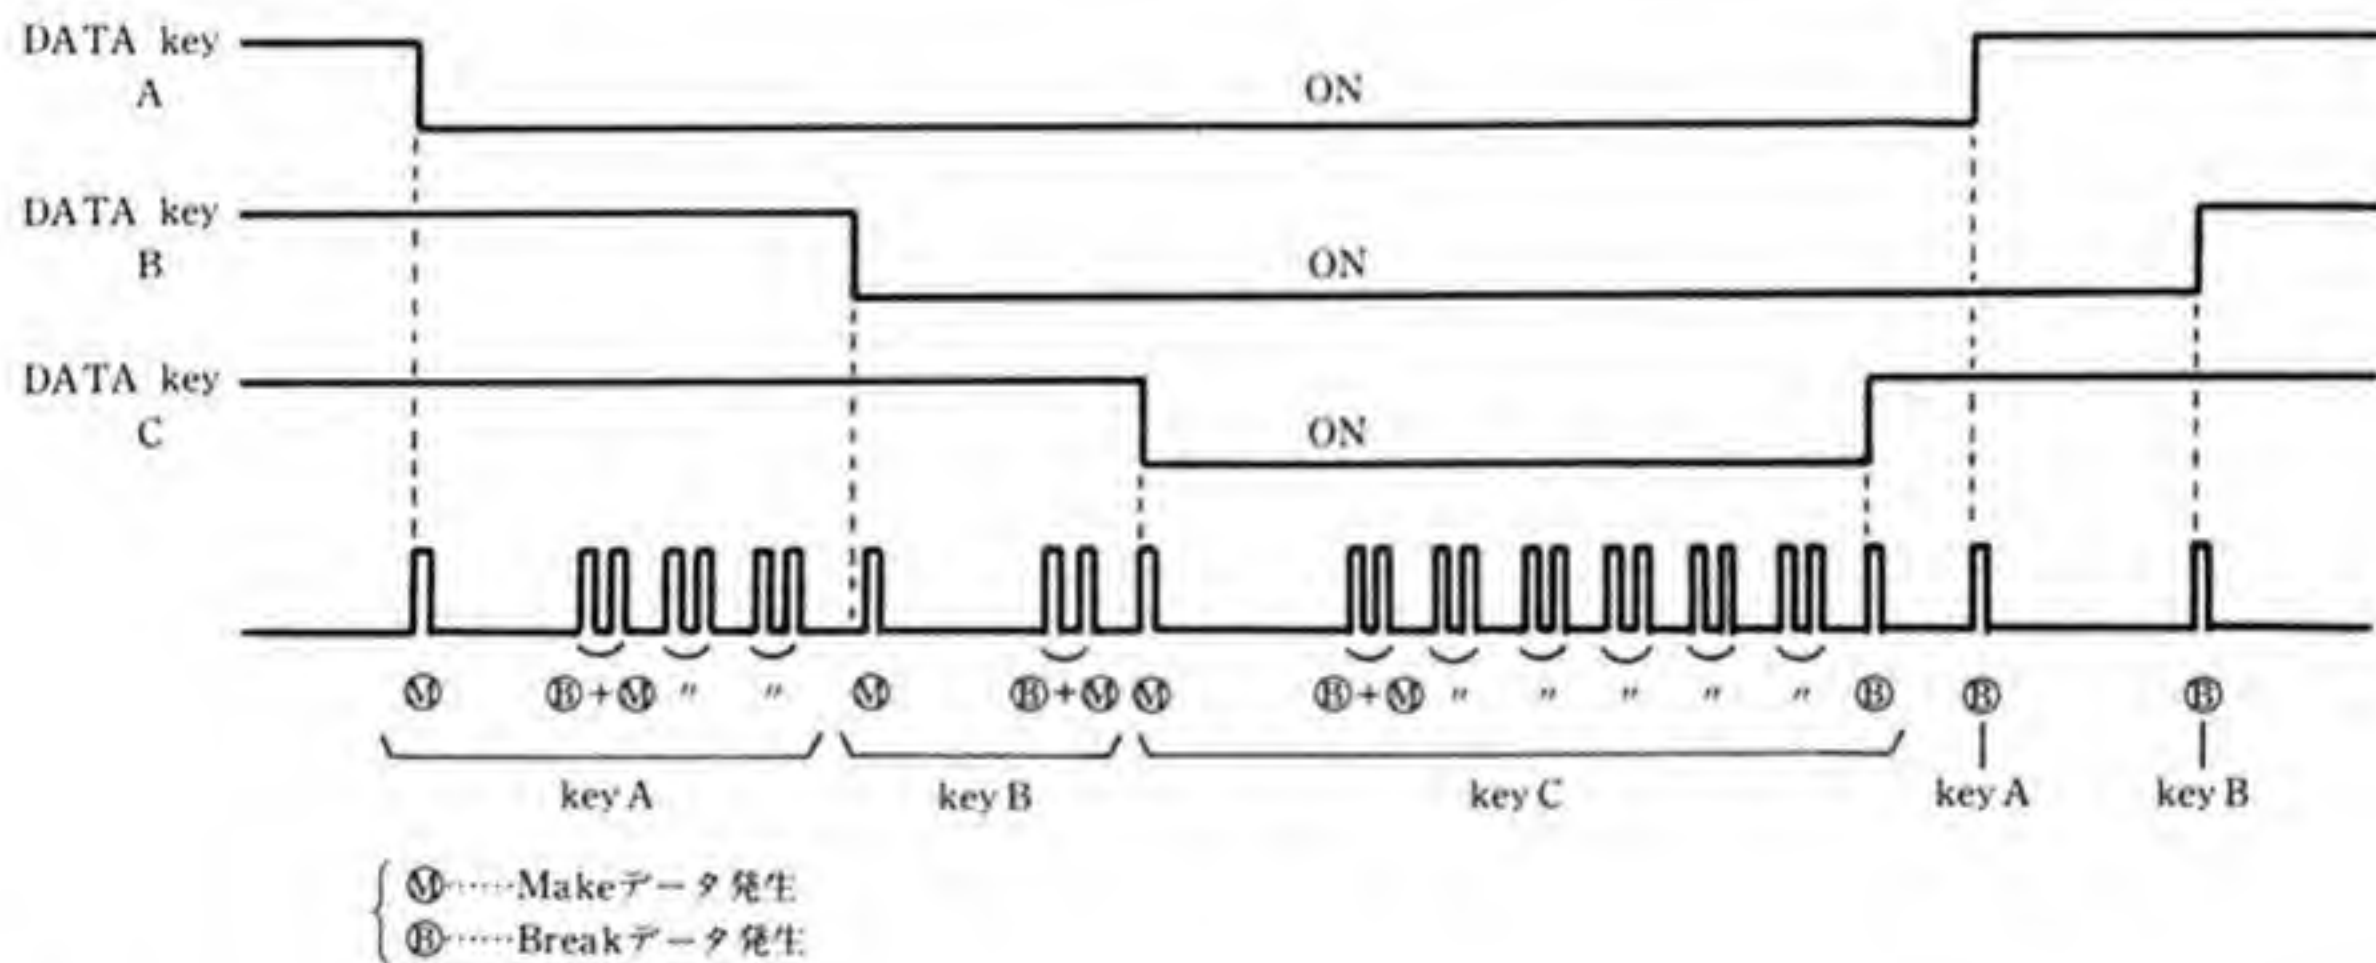 DATA key
A
ON
DATA key
B
ON
DATA key
C
ON
Ⓜ Ⓑ+Ⓜ 〃 〃 Ⓜ Ⓑ+Ⓜ Ⓜ Ⓑ+Ⓜ 〃 〃 〃 〃 〃 Ⓑ Ⓑ Ⓑ
key A key B key C key A key B
Ⓜ……Makeデータ発生
Ⓑ……Breakデータ発生